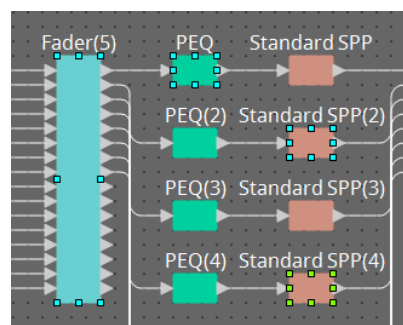 Fader(5) PEQ Standard SPP
PEQ(2) Standard SPP(2)
PEQ(3) Standard SPP(3)
PEQ(4) Standard SPP(4)